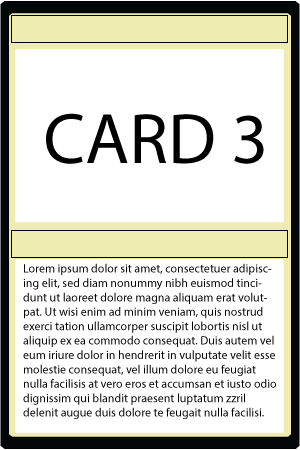 CARD 3
Lorem ipsum dolor sit amet, consectetuer adipisc-
ing elit, sed diam nonummy nibh euismod tinci-
dunt ut laoreet dolore magna aliquam erat volut-
pat. Ut wisi enim ad minim veniam, quis nostrud
exerci tation ullamcorper suscipit lobortis nisl ut
aliquip ex ea commodo consequat. Duis autem vel
eum iriure dolor in hendrerit in vulputate velit esse
molestie consequat, vel illum dolore eu feugiat
nulla facilisis at vero eros et accumsan et iusto odio
dignissim qui blandit praesent luptatum zzril
delenit augue duis dolore te feugait nulla facilisi.